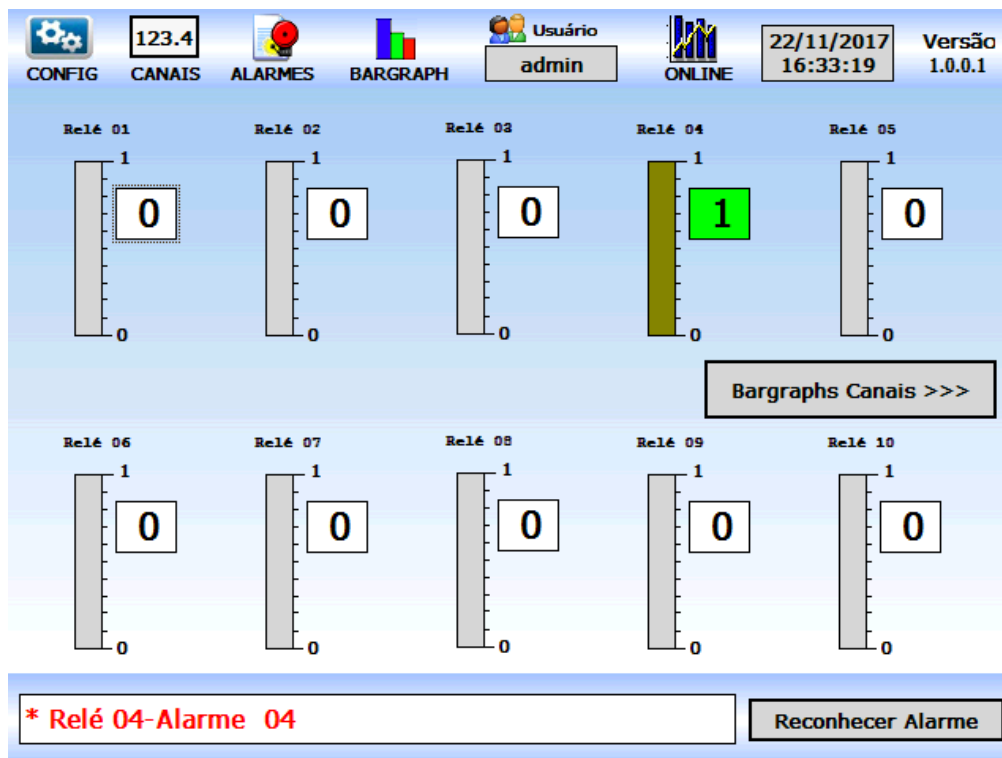 123.4
Usuário
CONFIG CANAIS ALARMES BARGRAPH admin ONLINE
22/11/2017
16:33:19
Versão
1.0.0.1
Relé 01 Relé 02 Relé 03 Relé 04 Relé 05
1 1 1 1 1
0 0 0 1 0
0 0 0 0 0
Bargraphs Canais >>>
Relé 06 Relé 07 Relé 08 Relé 09 Relé 10
1 1 1 1 1
0 0 0 0 0
0 0 0 0 0
* Relé 04-Alarme 04
Reconhecer Alarme